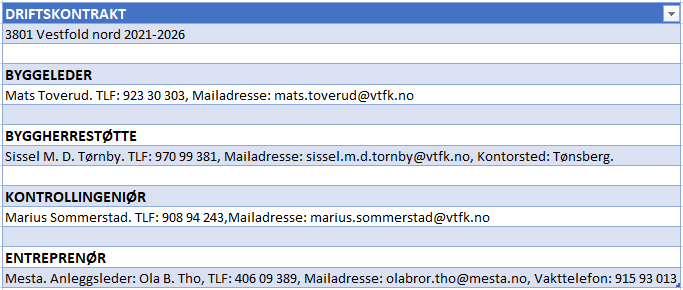 DRIFTSKONTRAKT
3801 Vestfold nord 2021-2026
BYGGELEDER
Mats Toverud. TLF: 923 30 303, Mailadresse: mats.toverud@vtfk.no
BYGGHERRESTØTTE
Sissel M. D. Tørnby. TLF: 970 99 381, Mailadresse: sissel.m.d.tornby@vtfk.no, Kontorsted: Tønsberg.
KONTROLLINGENIØR
Marius Sommerstad. TLF: 908 94 243,Mailadresse: marius.sommerstad@vtfk.no
ENTREPRENØR
Mesta. Anleggsleder: Ola B. Tho, TLF: 406 09 389, Mailadresse: olabror.tho@mesta.no, Vakttelefon: 915 93 013